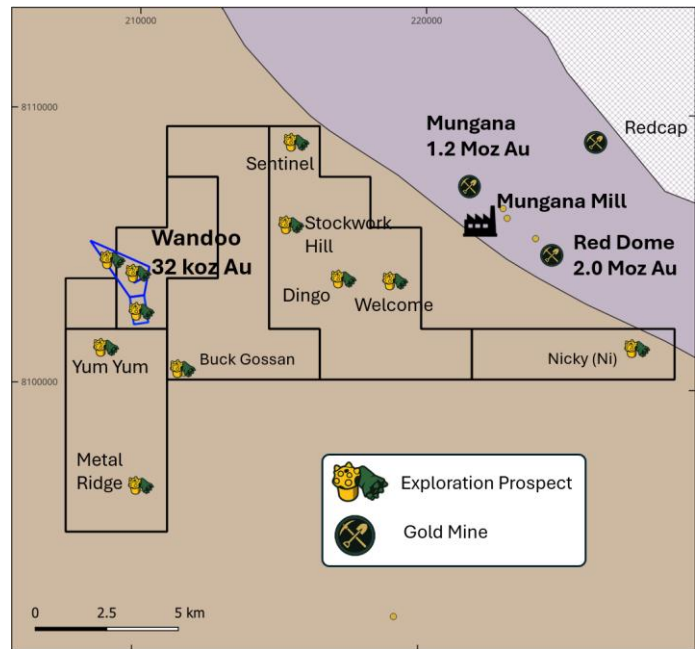 210000
220000
8110000
Mungana
1.2 Moz Au
Redcap
Sentinel
Mungana Mill
Stockwork
Hill
Wandoo
32 koz Au
Red Dome
2.0 Moz Au
Dingo
Welcome
Yum Yum
Buck Gossan
Nicky (Ni)
8100000
Metal
Ridge
Exploration Prospect
Gold Mine
0 2.5 5 km